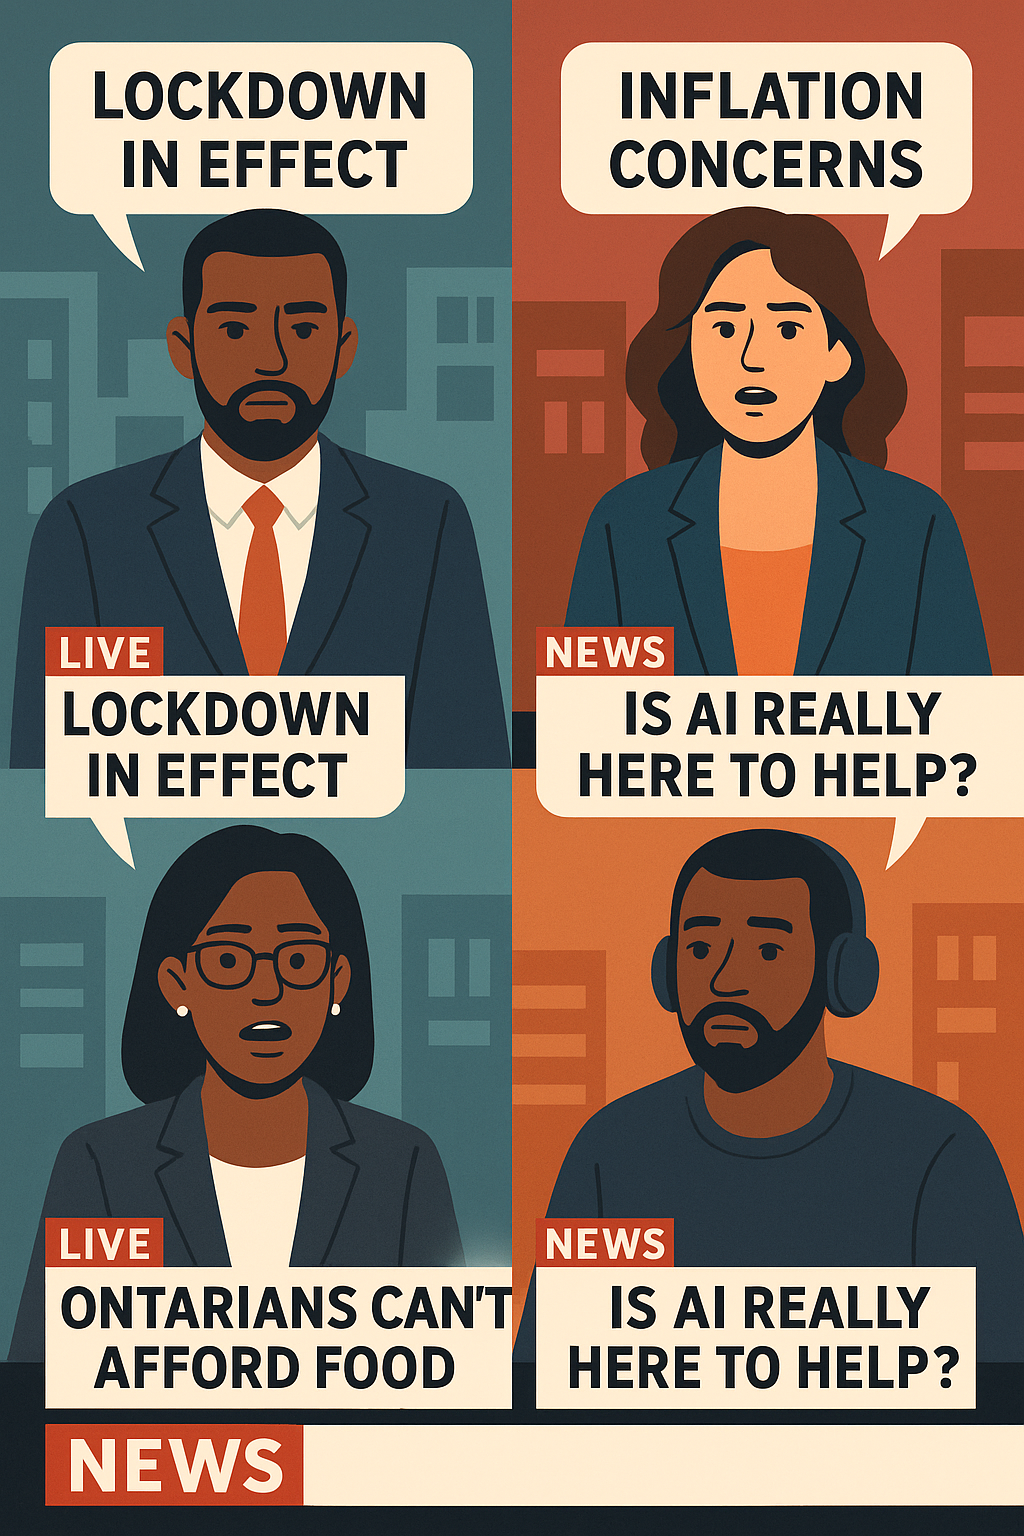 LOCKDOWN
IN EFFECT
INFLATION
CONCERNS
LIVE
LOCKDOWN
IN EFFECT
NEWS
IS AI REALLY
HERE TO HELP?
LIVE
ONTARIANS CAN'T
AFFORD FOOD
NEWS
IS AI REALLY
HERE TO HELP?
NEWS